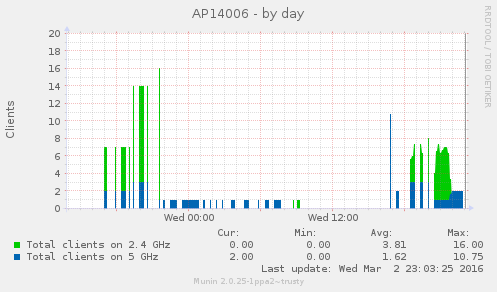 AP14006 - by day
RRDTOOL / TOBI OETIKER
Clients
20
18
16
14
12
10
8
6
4
2
0
Wed 00:00 Wed 12:00
Cur: Min: Avg: Max:
Total clients on 2.4 GHz 0.00 0.00 3.81 16.00
Total clients on 5 GHz 2.00 0.00 1.62 10.75
Last update: Wed Mar 2 23:03:25 2016
Munin 2.0.25-1ppa2~trusty